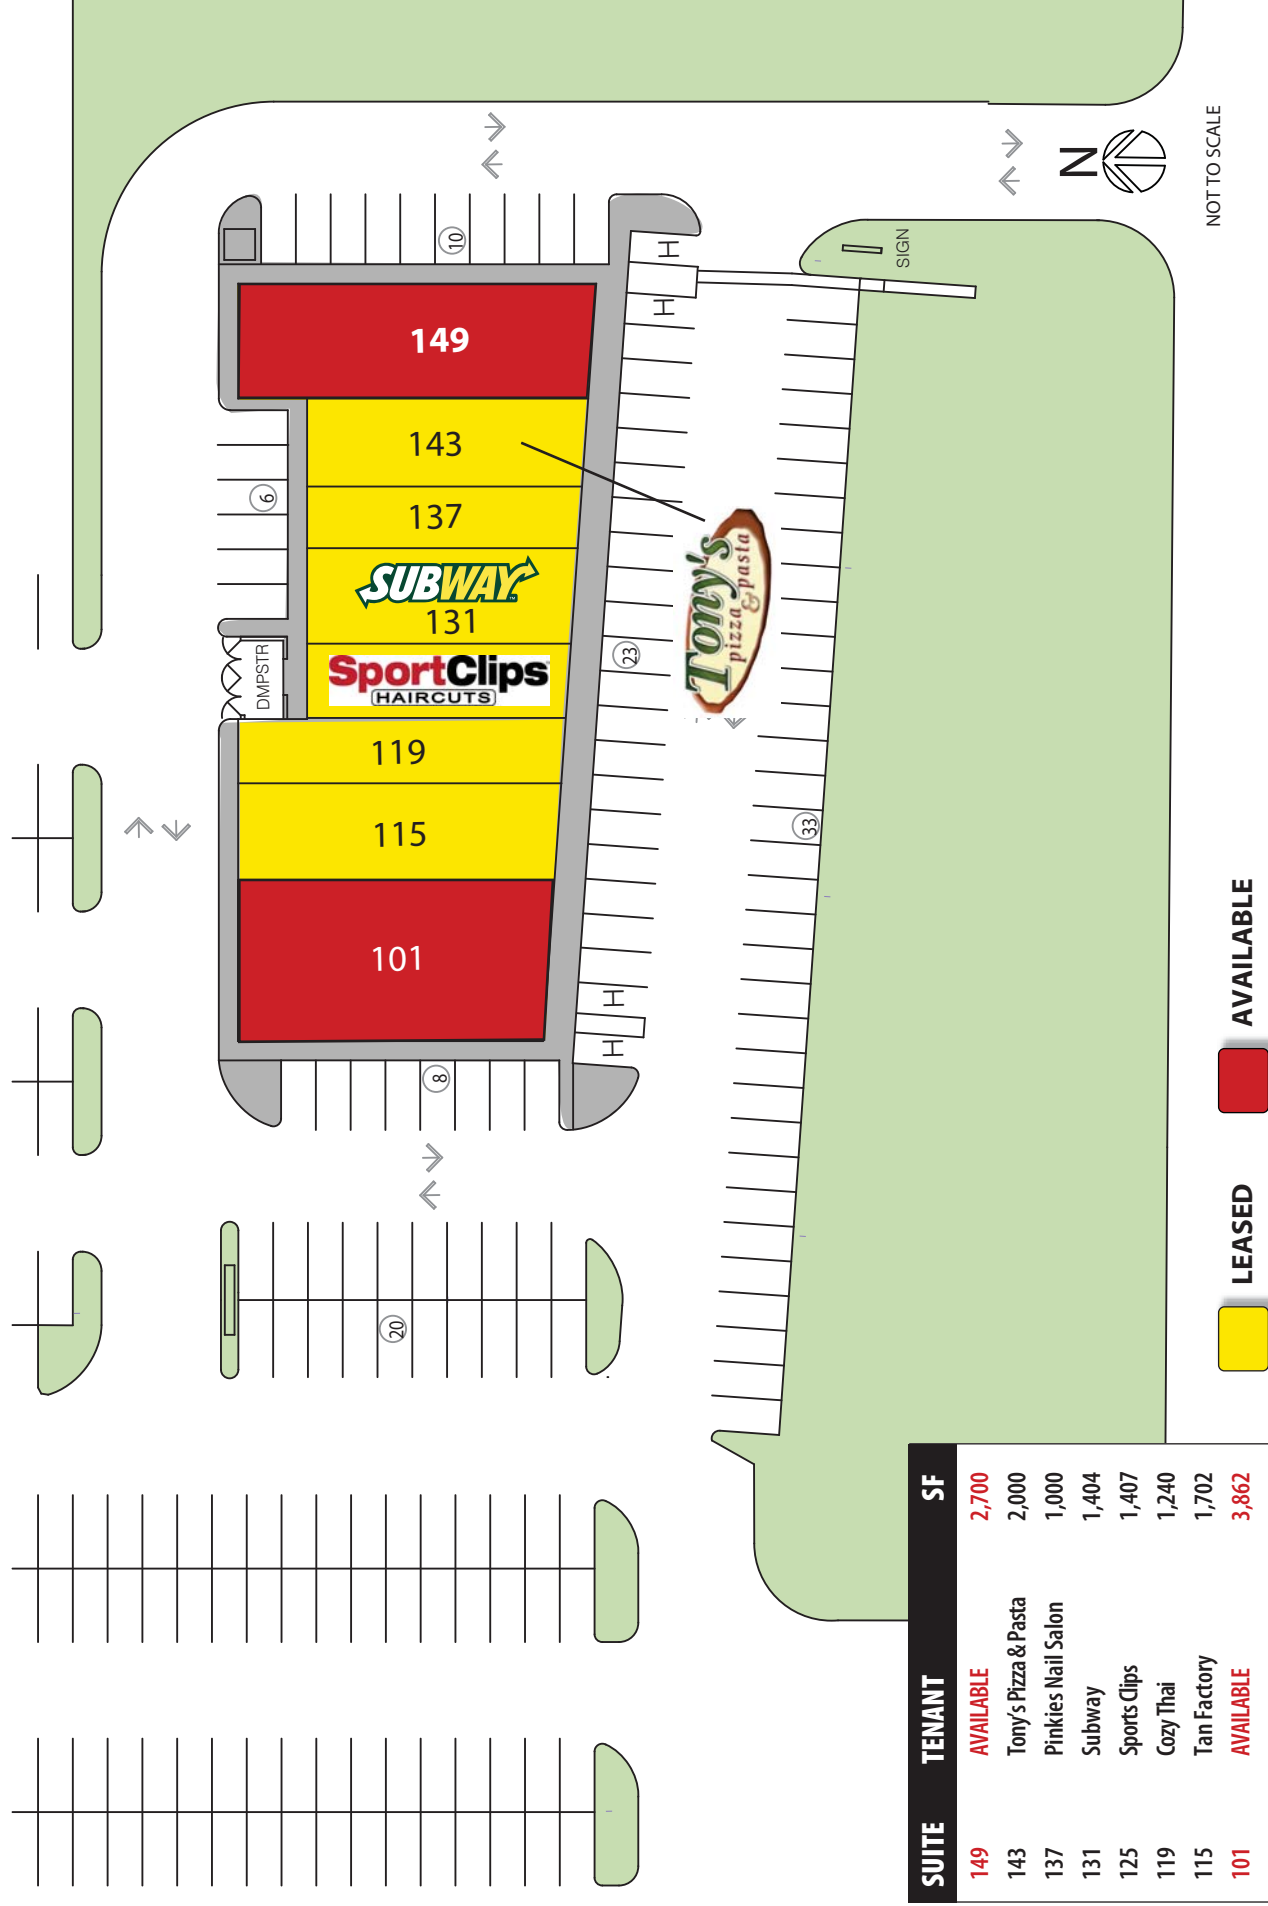 NOT TO SCALE
N
SIGN
10
H
H
149
143
6
137
SUBWAY
131
Tony's
pizza & pasta
23
DMPSTR
SportClips
HAIRCUTS
119
115
33
101
H
H
8
20
AVAILABLE
LEASED
SUITE TENANT SF
149 AVAILABLE 2,700
143 Tony's Pizza & Pasta 2,000
137 Pinkies Nail Salon 1,000
131 Subway 1,404
125 Sports Clips 1,407
119 Cozy Thai 1,240
115 Tan Factory 1,702
101 AVAILABLE 3,862